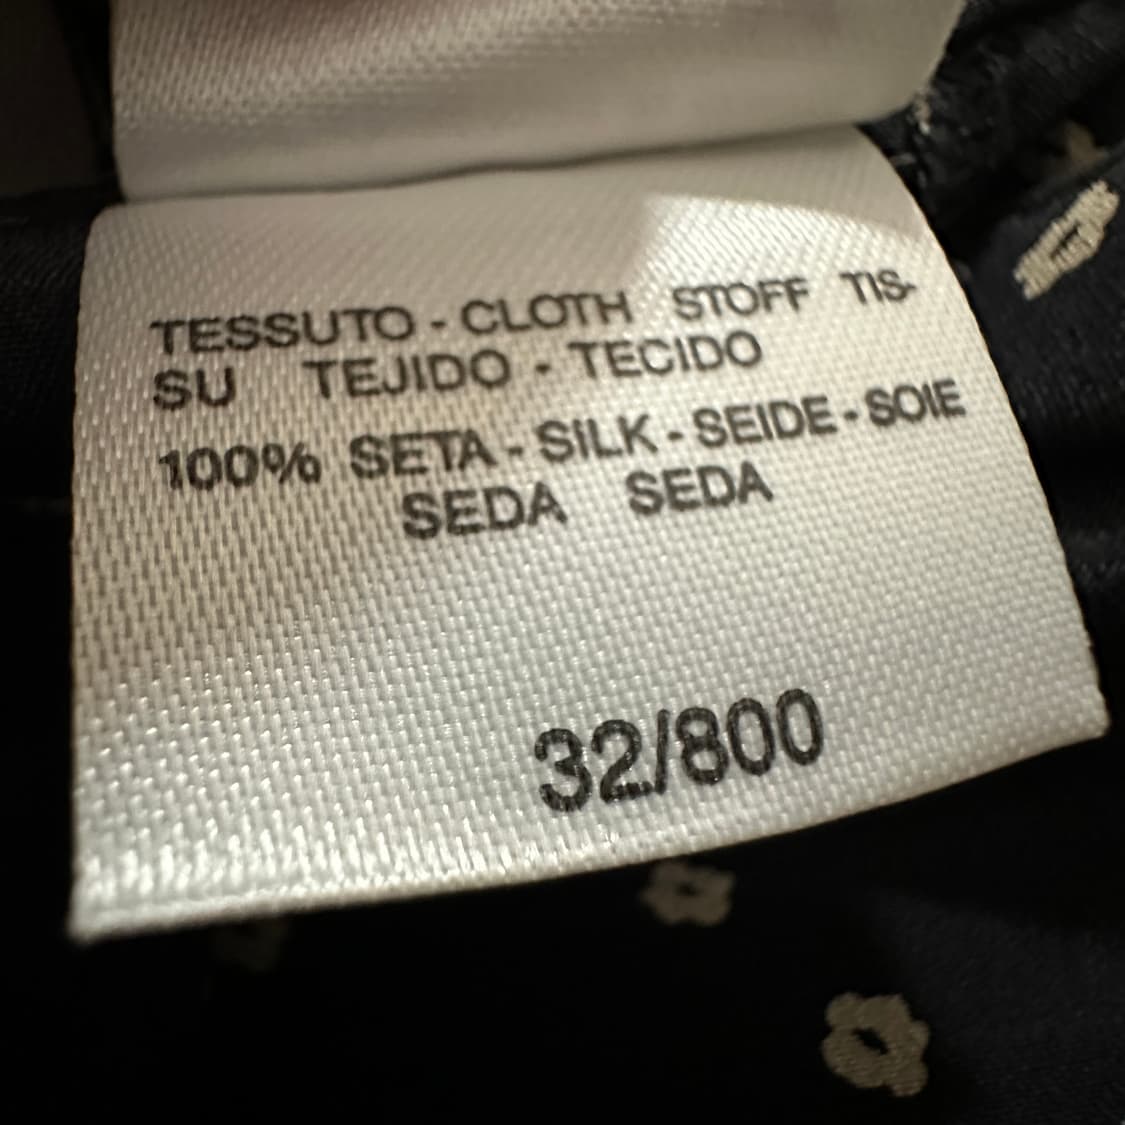 TESSUTO - CLOTH STOFF TIS-
SU TEJIDO - TECIDO
100% SETA - SILK - SEIDE - SOIE
SEDA SEDA
32/800